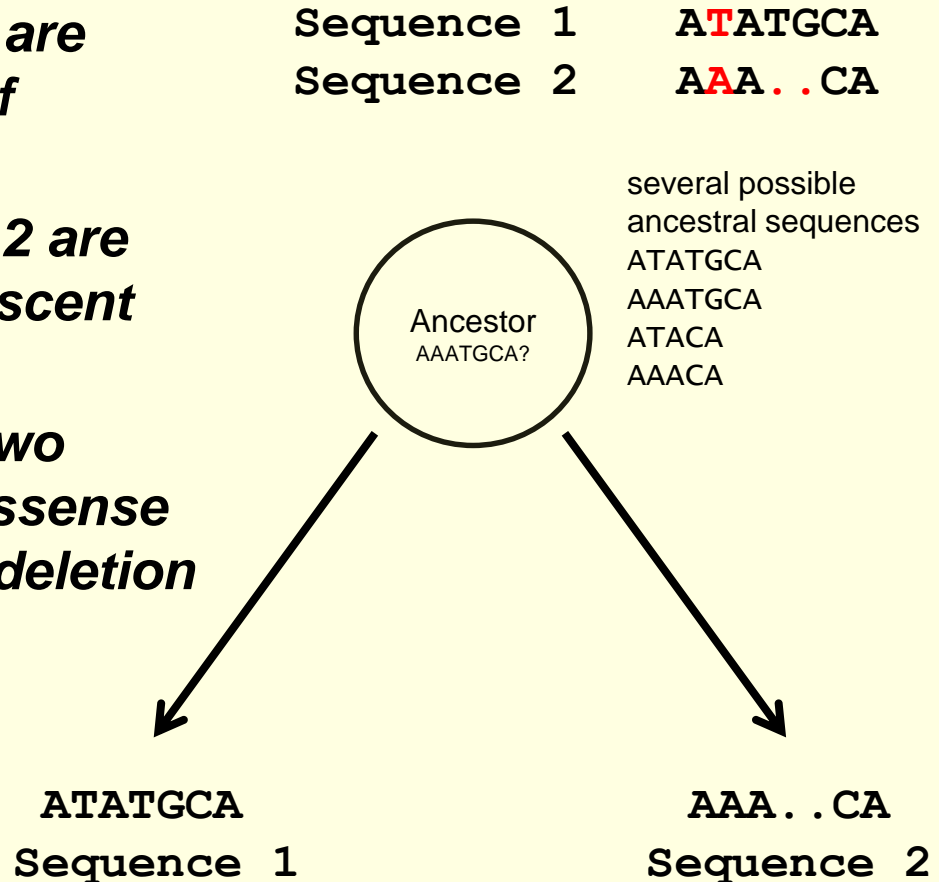 are
f
2 are
scent
wo
ssense
deletion
Sequence 1 ATATGCA
Sequence 2 AAA..CA
several possible
ancestral sequences
ATATGCA
AAATGCA
ATACA
AAACA
Ancestor
AAATGCA?
ATATGCA
Sequence 1
AAA..CA
Sequence 2